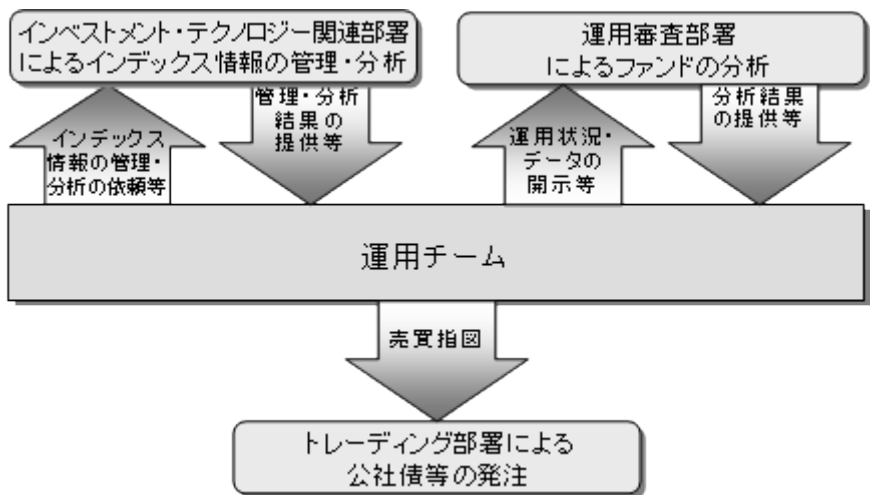 インベストメント・テクノロジー関連部署
によるインデックス情報の管理・分析
運用審査部署
によるファンドの分析
インデックス
情報の管理・
分析の依頼等
管理・分析
結果の
提供等
運用状況・
データの
開示等
分析結果
の提供等
運用チーム
売買指図
トレーディング部署による
公社債等の発注